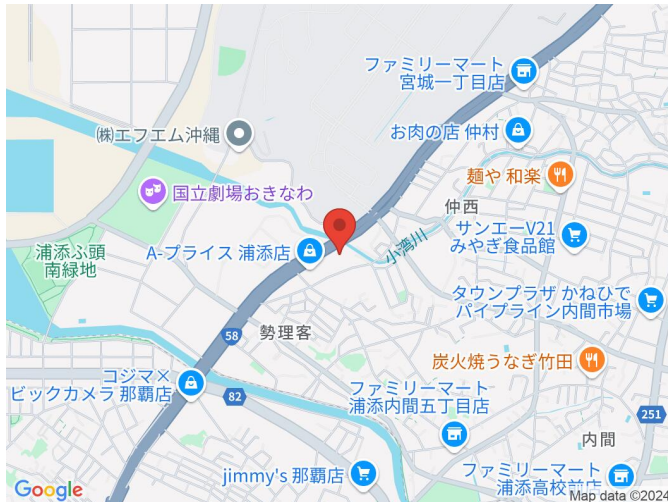 ファミリーマート
宮城一丁目店
㈱エフエム沖縄
お肉の店 仲村
麺や 和楽
国立劇場おきなわ
仲西
サンエーV21
みやぎ食品館
浦添ふ頭
南緑地
A-プライス 浦添店
小湾川
タウンプラザ かねひで
パイプライン内間市場
58
勢理客
炭火焼うなぎ竹田
コジマ×
ビックカメラ 那覇店
82
ファミリーマート
浦添内間五丁目店
251
内間
jimmy's 那覇店
ファミリーマート
浦添高校前店
Google
Map data ©202